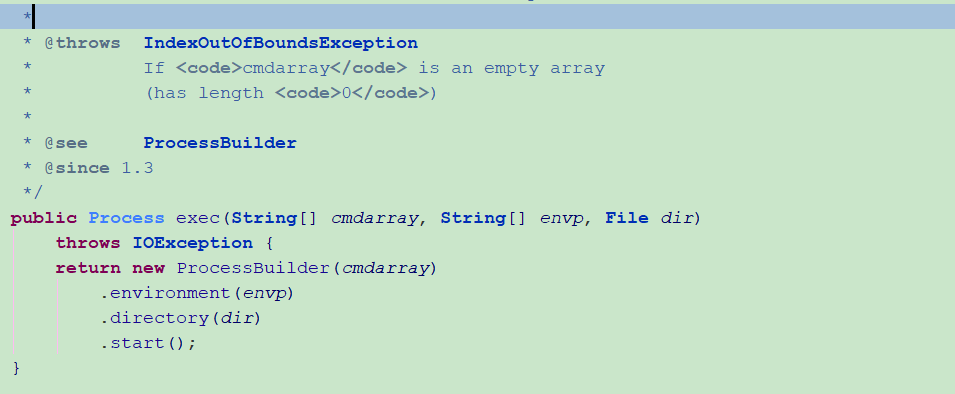 *
* @throws  IndexOutOfBoundsException
*          If <code>cmdarray</code> is an empty array
*          (has length <code>0</code>)
*
* @see     ProcessBuilder
* @since 1.3
*/
public Process exec(String[] cmdarray, String[] envp, File dir)
    throws IOException {
    return new ProcessBuilder(cmdarray)
        .environment(envp)
        .directory(dir)
        .start();
}